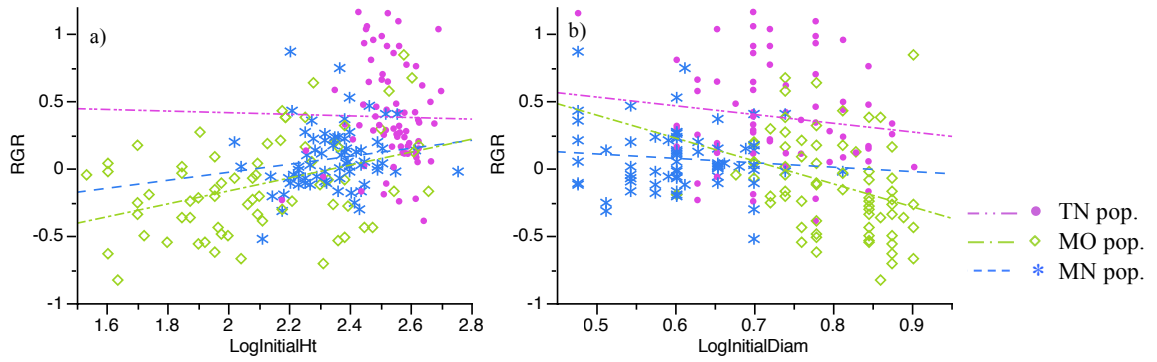 a)
1
0.5
0
-0.5
-1
RGR
1.6 1.8 2 2.2 2.4 2.6 2.8
LogInitialHt
b)
1
0.5
0
-0.5
-1
RGR
0.5 0.6 0.7 0.8 0.9
LogInitialDiam
TN pop.
MO pop.
MN pop.